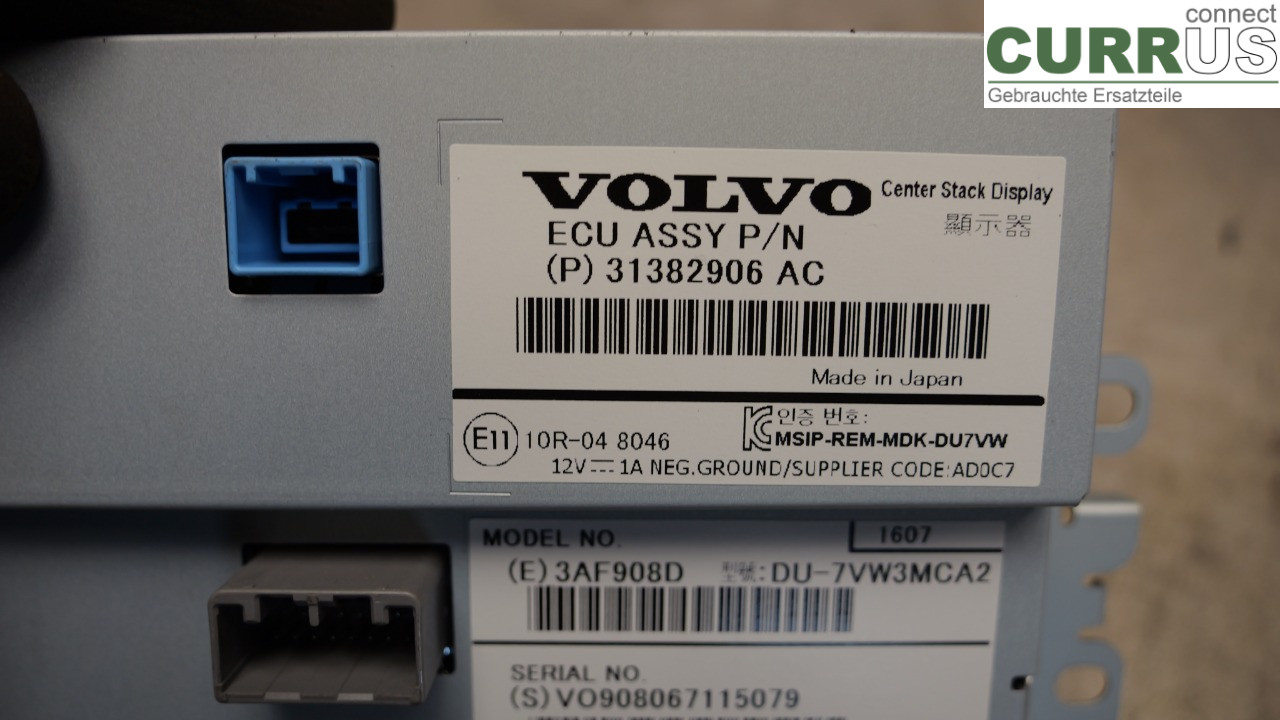 connect
CURRUS
Gebrauchte Ersatzteile
VOLVO Center Stack Display
顯示器
ECU ASSY P/N
(P) 31382906 AC
Made in Japan
E11 10R-04 8046
KC 인증 번호:
MSIP-REM-MDK-DU7VW
12V⎓1A NEG.GROUND/SUPPLIER CODE:AD0C7
MODEL NO. 1607
(E) 3AF908D 型號:DU-7VW3MCA2
SERIAL NO.
(S) VO908067115079